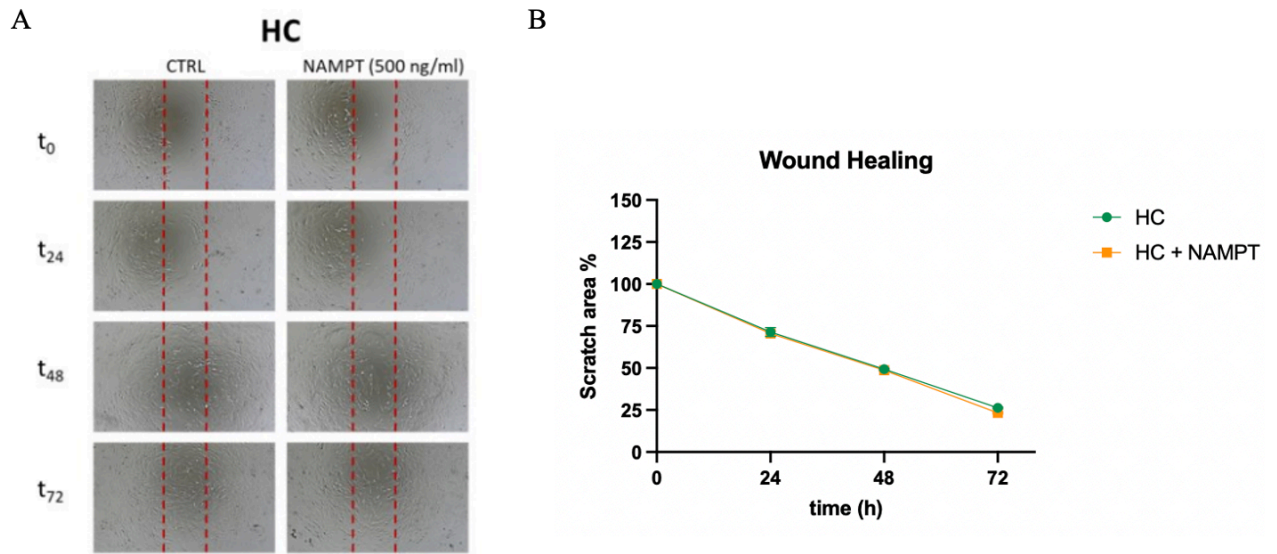 A
HC
CTRL NAMPT (500 ng/ml)
t0
t24
t48
t72
B
Wound Healing
150
125
100
75
50
25
0
Scratch area %
0 24 48 72
time (h)
HC
HC + NAMPT